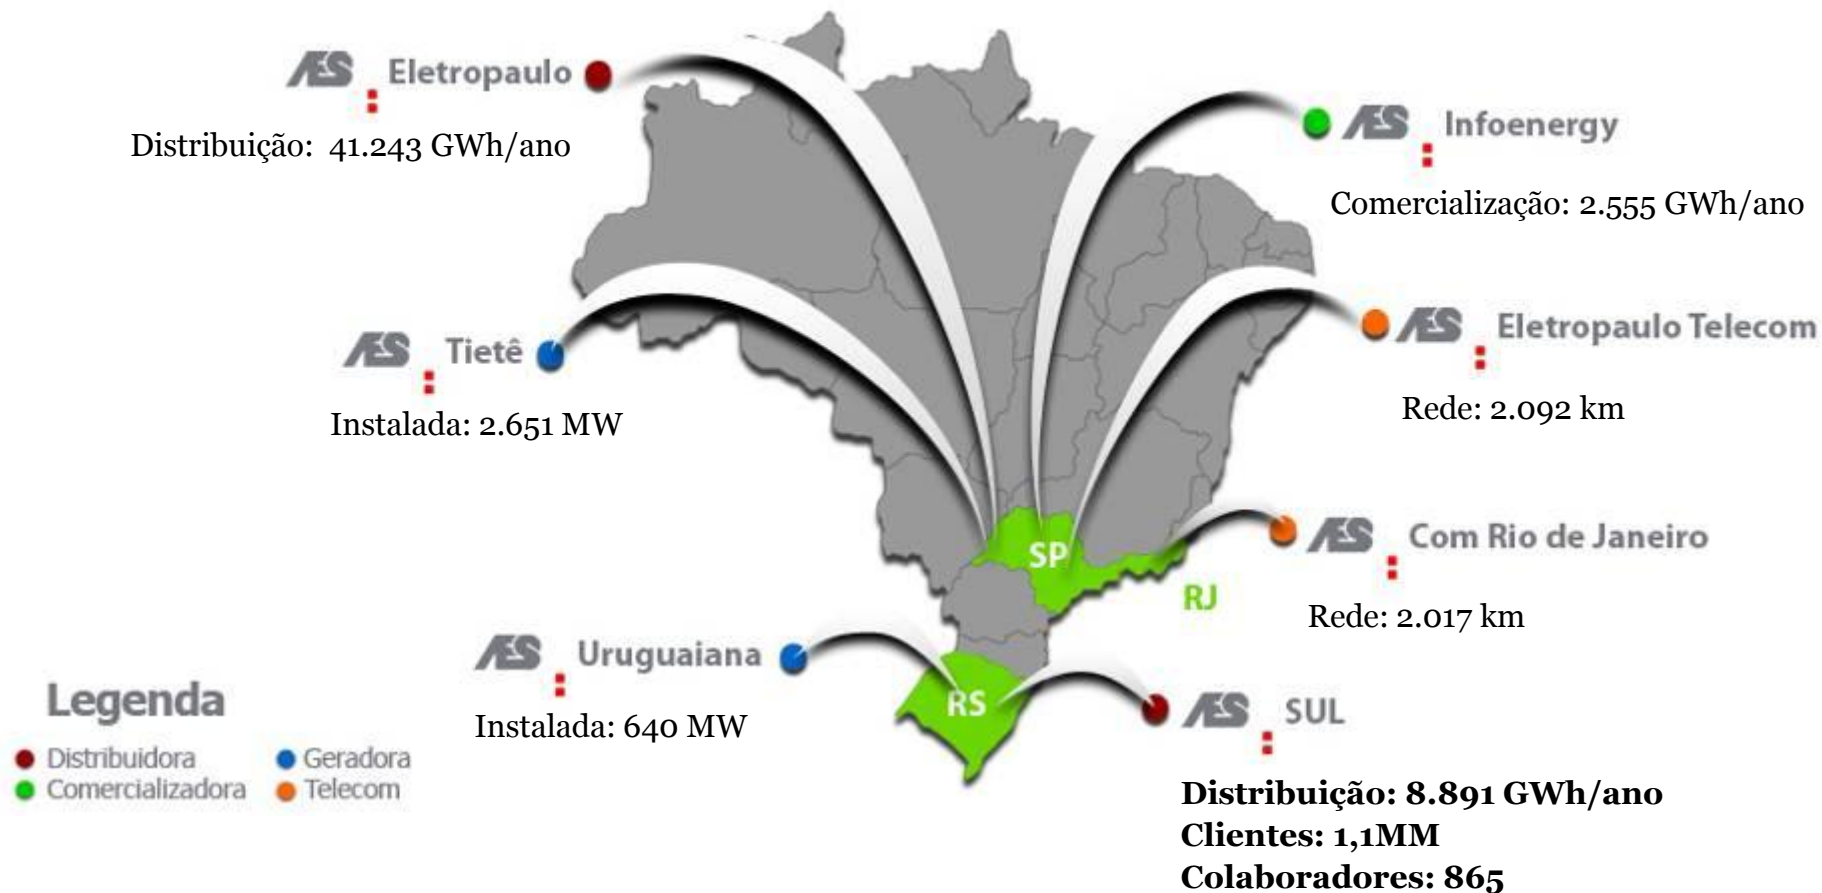 AES Eletropaulo
Distribuição: 41.243 GWh/ano
AES Infoenergy
Comercialização: 2.555 GWh/ano
AES Tietê
Instalada: 2.651 MW
AES Eletropaulo Telecom
Rede: 2.092 km
SP
RJ
AES Com Rio de Janeiro
Rede: 2.017 km
AES Uruguaiana
Instalada: 640 MW
RS
AES SUL
Distribuição: 8.891 GWh/ano
Clientes: 1,1MM
Colaboradores: 865
Legenda
Distribuidora
Geradora
Comercializadora
Telecom